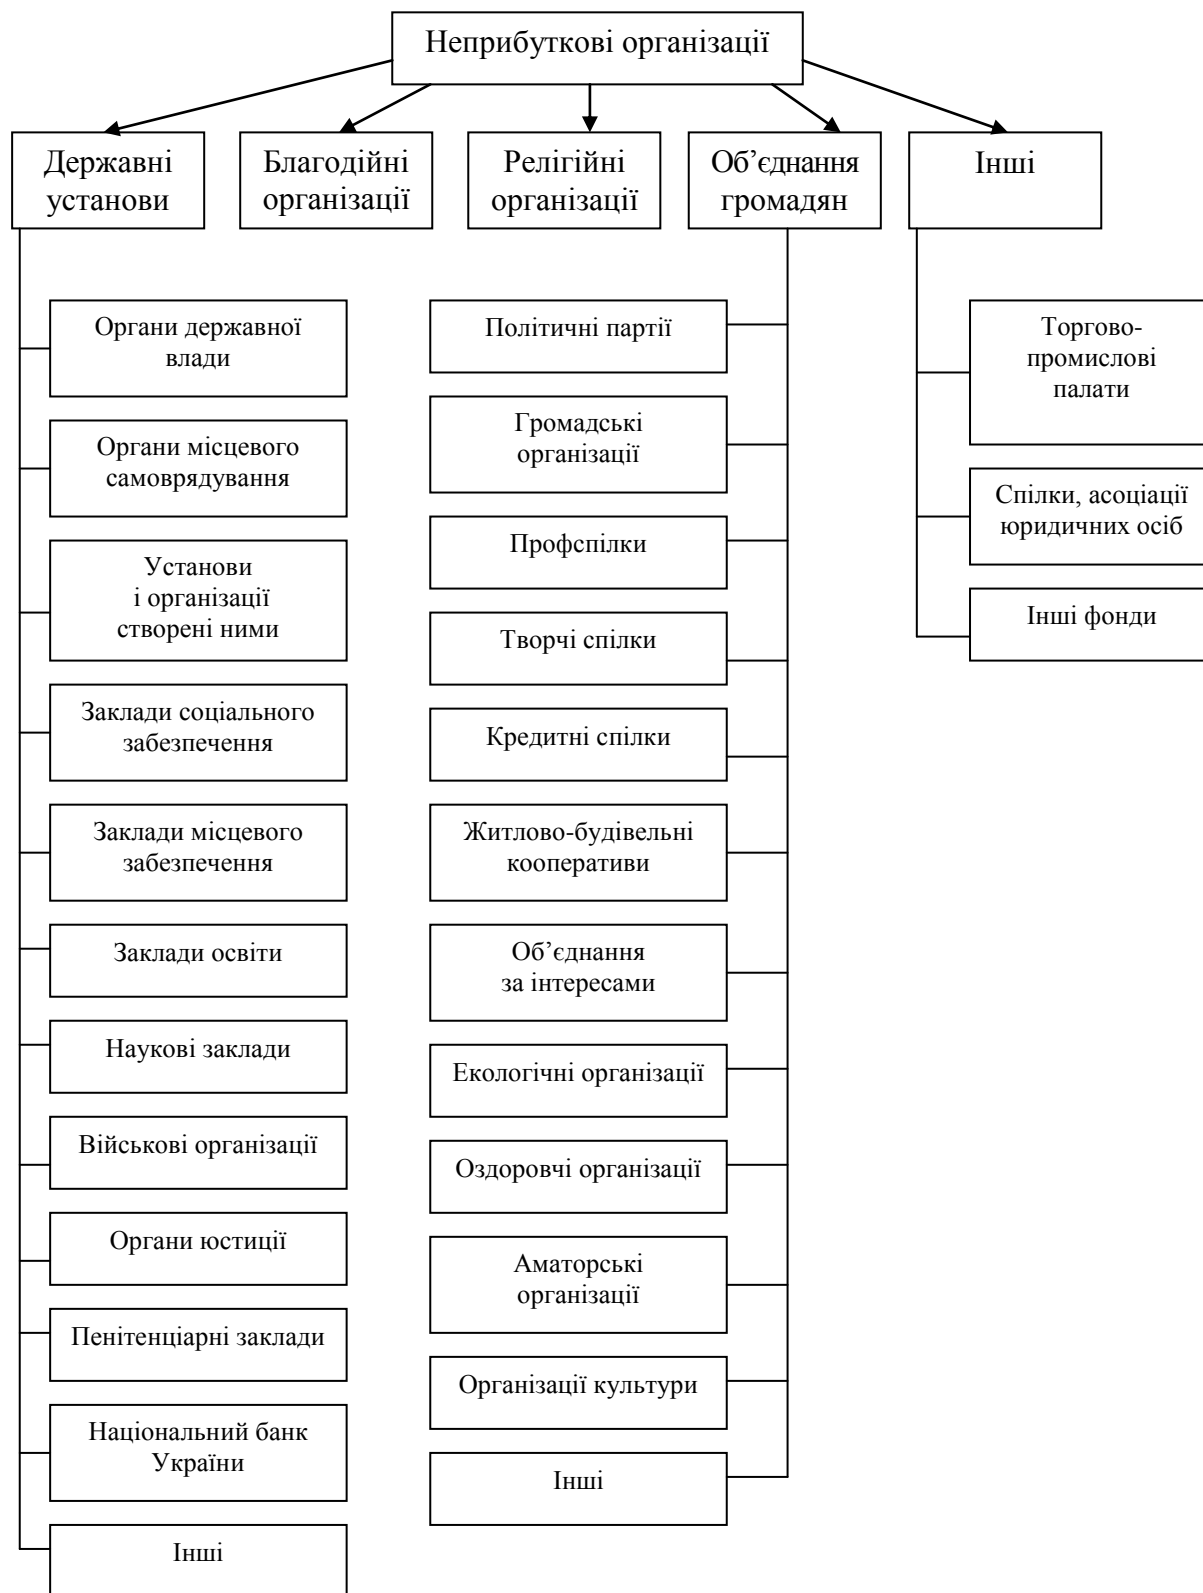 Неприбуткові організації
Державні
установи
Благодійні
організації
Релігійні
організації
Об’єднання
громадян
Інші
Органи державної
влади
Органи місцевого
самоврядування
Установи
і організації
створені ними
Заклади соціального
забезпечення
Заклади місцевого
забезпечення
Заклади освіти
Наукові заклади
Військові організації
Органи юстиції
Пенітенціарні заклади
Національний банк
України
Інші
Політичні партії
Громадські
організації
Профспілки
Творчі спілки
Кредитні спілки
Житлово-будівельні
кооперативи
Об’єднання
за інтересами
Екологічні організації
Оздоровчі організації
Аматорські
організації
Організації культури
Інші
Торгово-
промислові
палати
Спілки, асоціації
юридичних осіб
Інші фонди